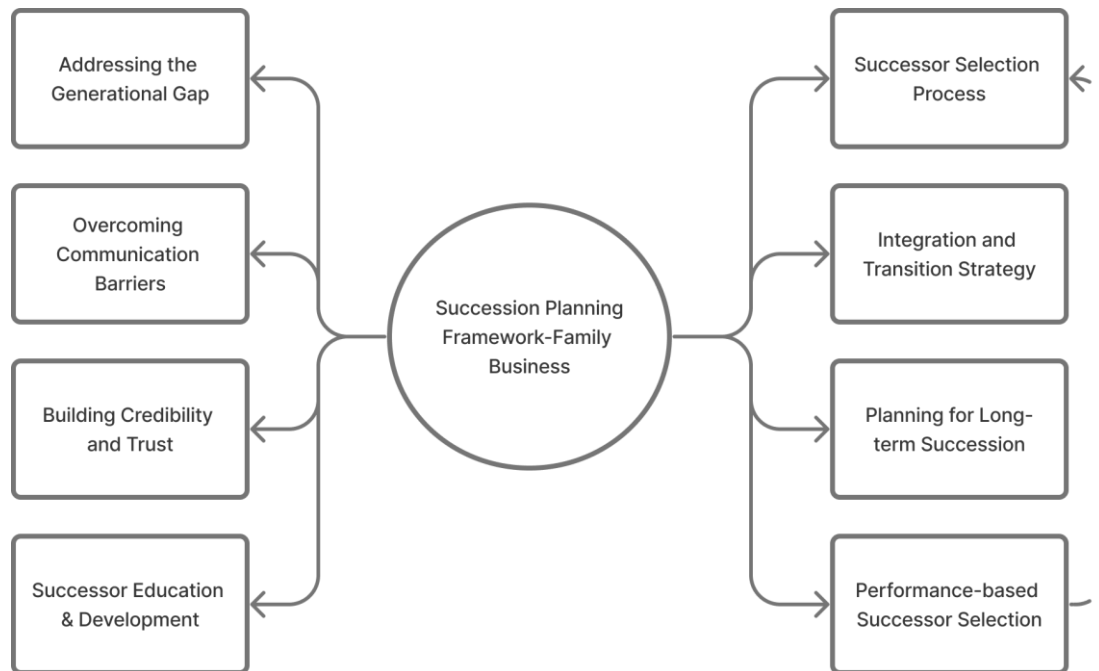 Addressing the
Generational Gap
Overcoming
Communication
Barriers
Building Credibility
and Trust
Successor Education
& Development
Succession Planning
Framework-Family
Business
Successor Selection
Process
Integration and
Transition Strategy
Planning for Long-
term Succession
Performance-based
Successor Selection